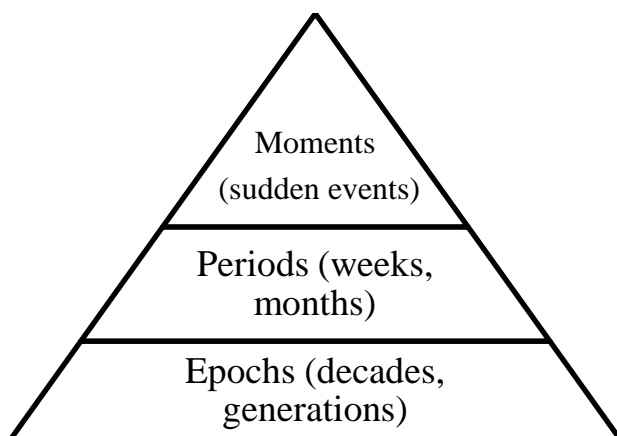 Moments
(sudden events)
Periods (weeks,
months)
Epochs (decades,
generations)